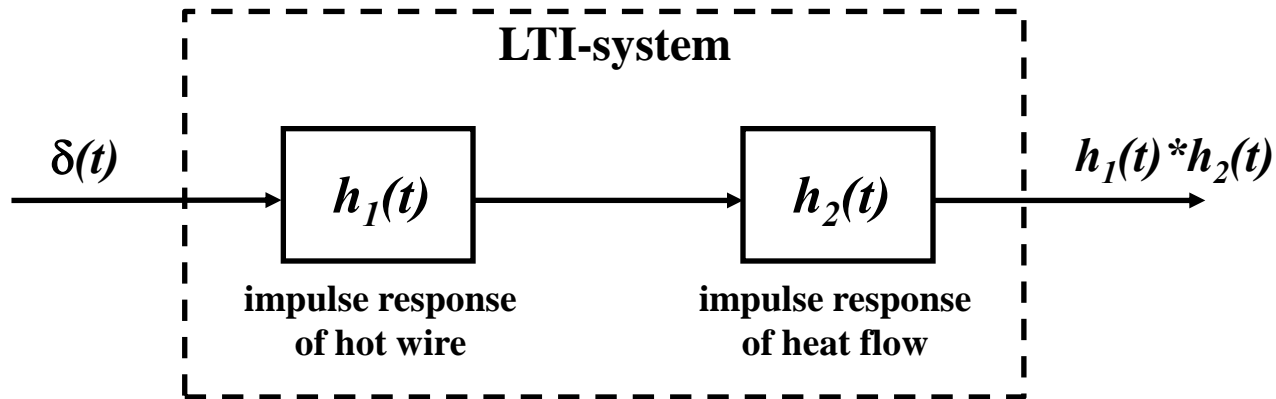 LTI-system
δ(t)
h₁(t)
h₂(t)
h₁(t)*h₂(t)
impulse response
of hot wire
impulse response
of heat flow